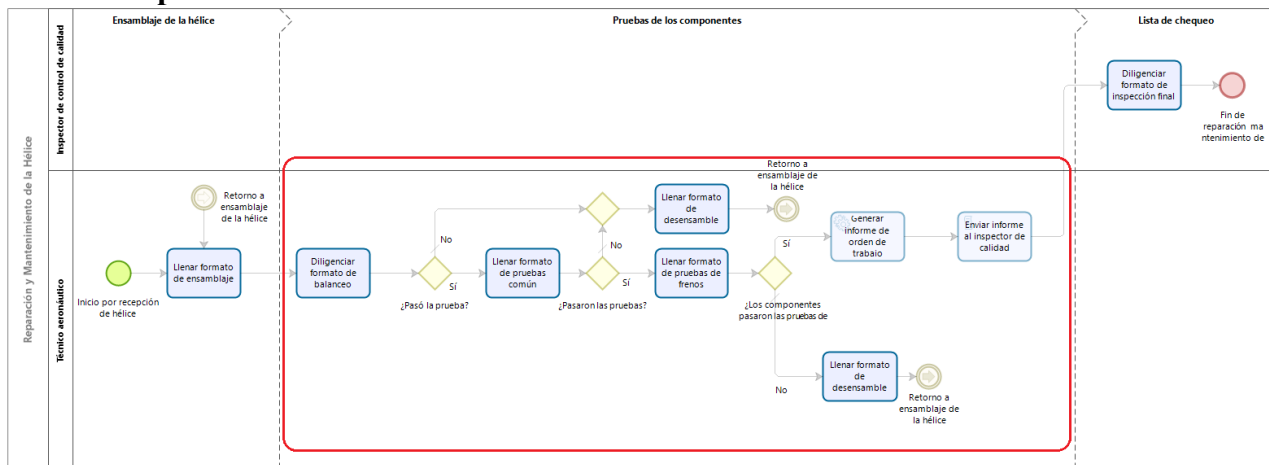 Ensamblaje de la hélice
Pruebas de los componentes
Lista de chequeo
Reparación y Mantenimiento de la Hélice
Inspector de control de calidad
Diligenciar
formato de
inspección final
Fin de
reparación ma
ntenimiento de
Técnico aeronáutico
Retorno a
ensamblaje
de la hélice
Inicio por recepción
de hélice
Llenar formato
de ensamblaje
Diligenciar
formato de
balanceo
¿Pasó la prueba?
No
Sí
Llenar formato
de pruebas
común
¿Pasaron las pruebas?
No
Sí
Llenar formato
de
desensamble
Retorno a
ensamblaje de
la hélice
Llenar formato
de pruebas de
frenos
¿Los componentes
pasaron las pruebas de
Sí
Generar
informe de
orden de
trabajo
Enviar informe
al inspector de
calidad
No
Llenar formato
de
desensamble
Retorno a
ensamblaje de
la hélice